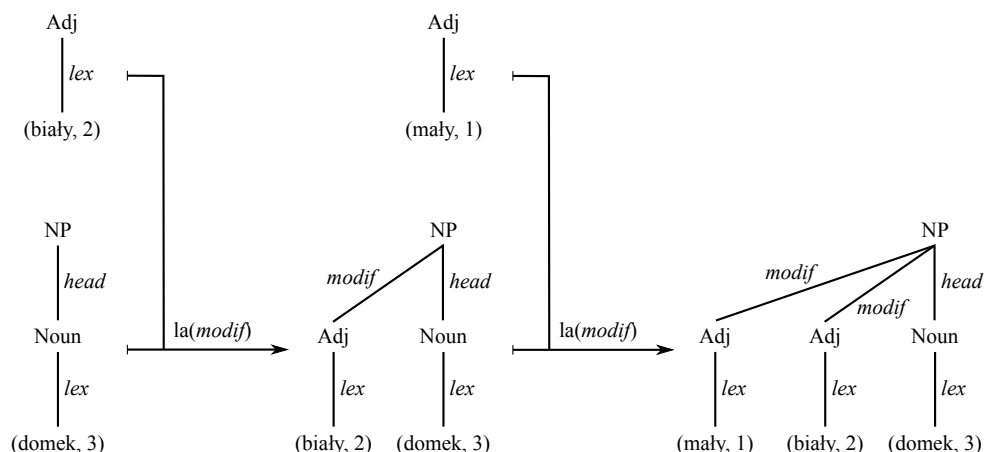 Adj
lex
(biały, 2)
Adj
lex
(mały, 1)
NP
head
Noun
lex
(domek, 3)
la(modif)
NP
modif
head
Adj
Noun
lex
lex
(biały, 2)
(domek, 3)
la(modif)
NP
modif
modif
head
Adj
Adj
Noun
lex
lex
lex
(mały, 1)
(biały, 2)
(domek, 3)